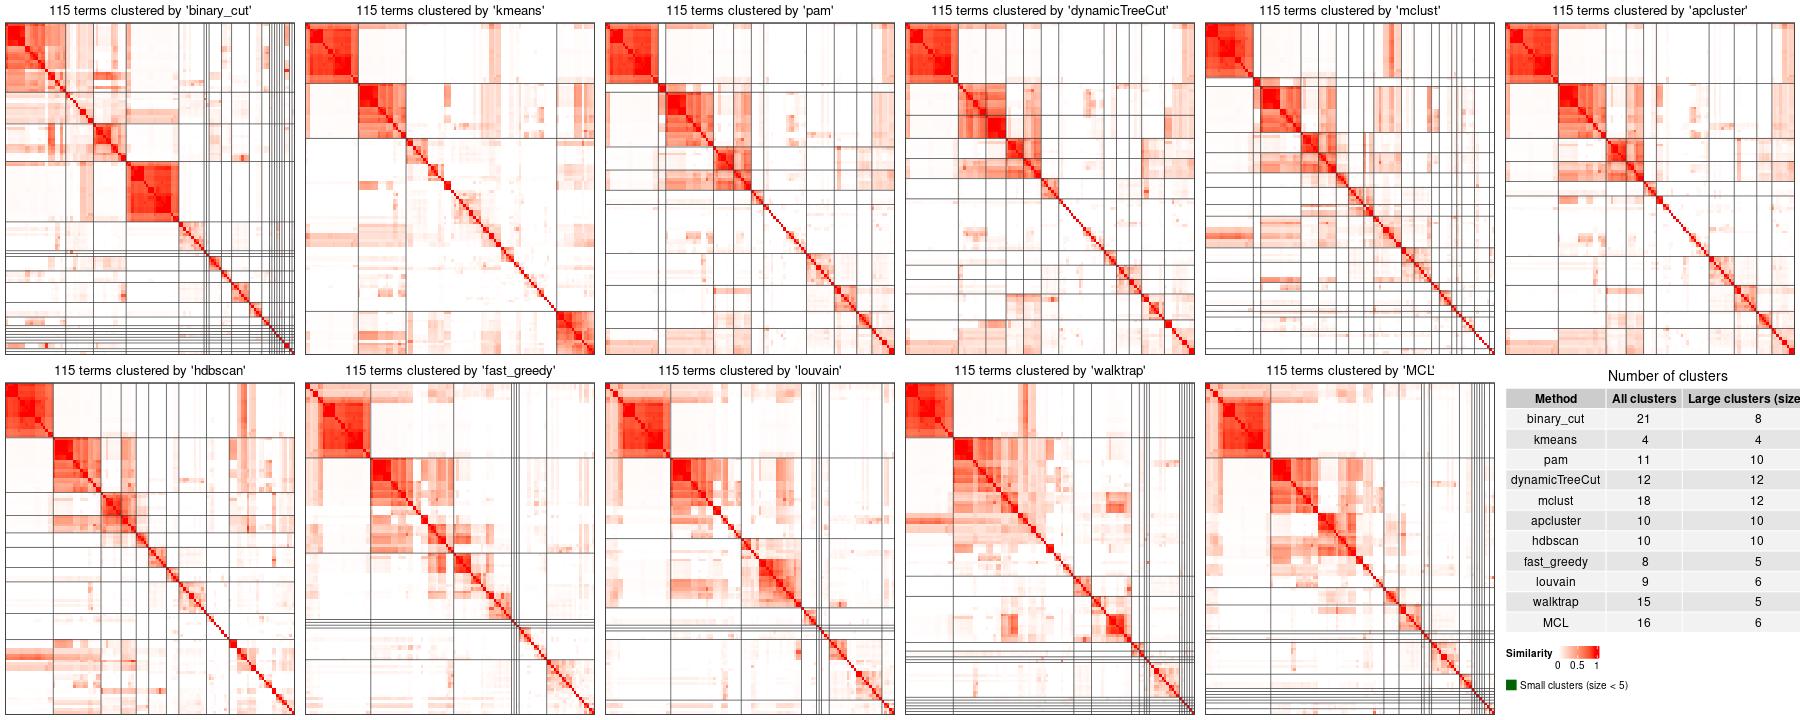 115 terms clustered by 'binary_cut'
115 terms clustered by 'kmeans'
115 terms clustered by 'pam'
115 terms clustered by 'dynamicTreeCut'
115 terms clustered by 'mclust'
115 terms clustered by 'apcluster'
115 terms clustered by 'hdbscan'
115 terms clustered by 'fast_greedy'
115 terms clustered by 'louvain'
115 terms clustered by 'walktrap'
115 terms clustered by 'MCL'
Number of clusters
Method All clusters Large clusters (size
binary_cut 21 8
kmeans 4 4
pam 11 10
dynamicTreeCut 12 12
mclust 18 12
apcluster 10 10
hdbscan 10 10
fast_greedy 8 5
louvain 9 6
walktrap 15 5
MCL 16 6
Similarity
0 0.5 1
Small clusters (size < 5)